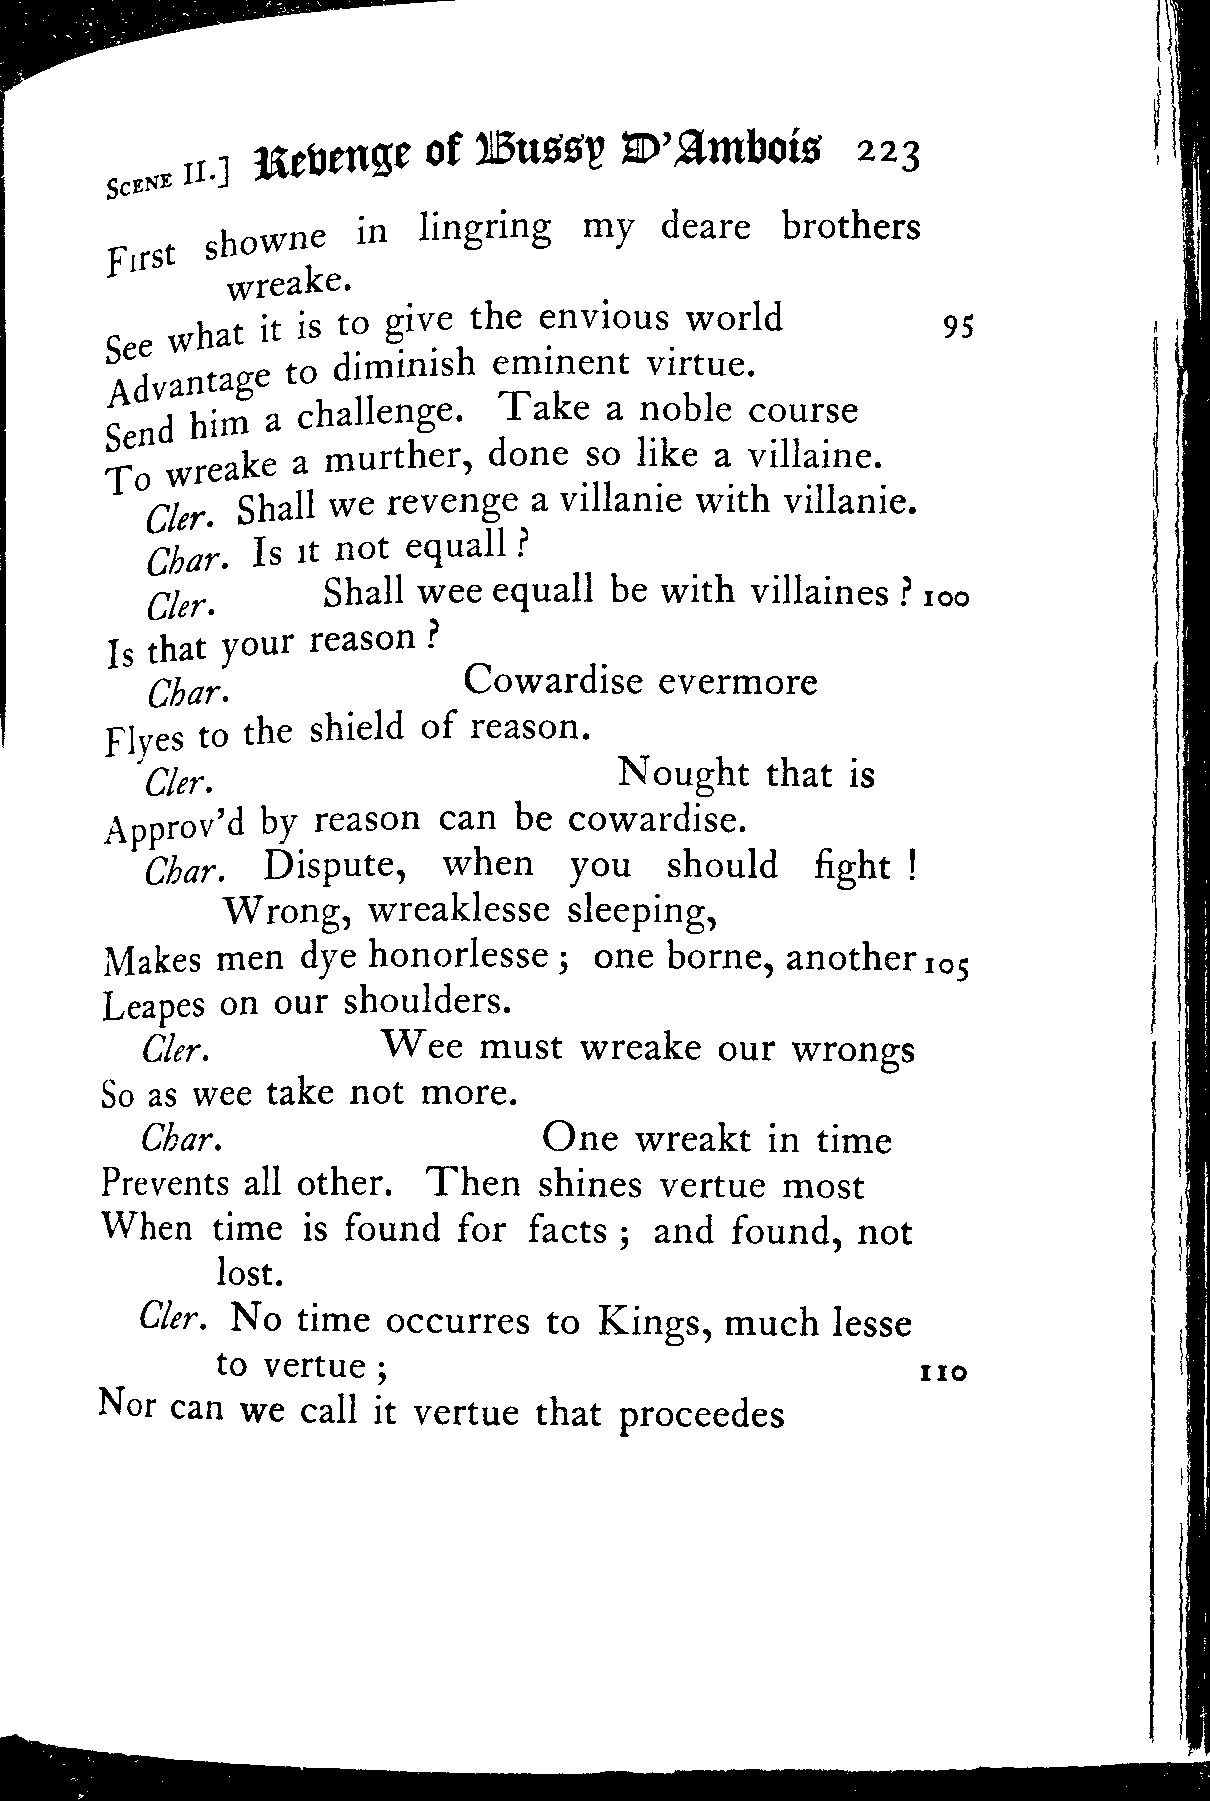 SCENE II.] Revenge of Bussy D'Ambois 223
First showne in lingring my deare brothers
wreake.
See what it is to give the envious world 95
Advantage to diminish eminent virtue.
Send him a challenge. Take a noble course
To wreake a murther, done so like a villaine.
Cler. Shall we revenge a villanie with villanie.
Char. Is it not equall ?
Cler. Shall wee equall be with villaines ? 100
Is that your reason ?
Char. Cowardise evermore
Flyes to the shield of reason.
Cler. Nought that is
Approv'd by reason can be cowardise.
Char. Dispute, when you should fight !
Wrong, wreaklesse sleeping,
Makes men dye honorlesse ; one borne, another 105
Leapes on our shoulders.
Cler. Wee must wreake our wrongs
So as wee take not more.
Char. One wreakt in time
Prevents all other. Then shines vertue most
When time is found for facts ; and found, not
lost.
Cler. No time occurres to Kings, much lesse
to vertue ; 110
Nor can we call it vertue that proceedes